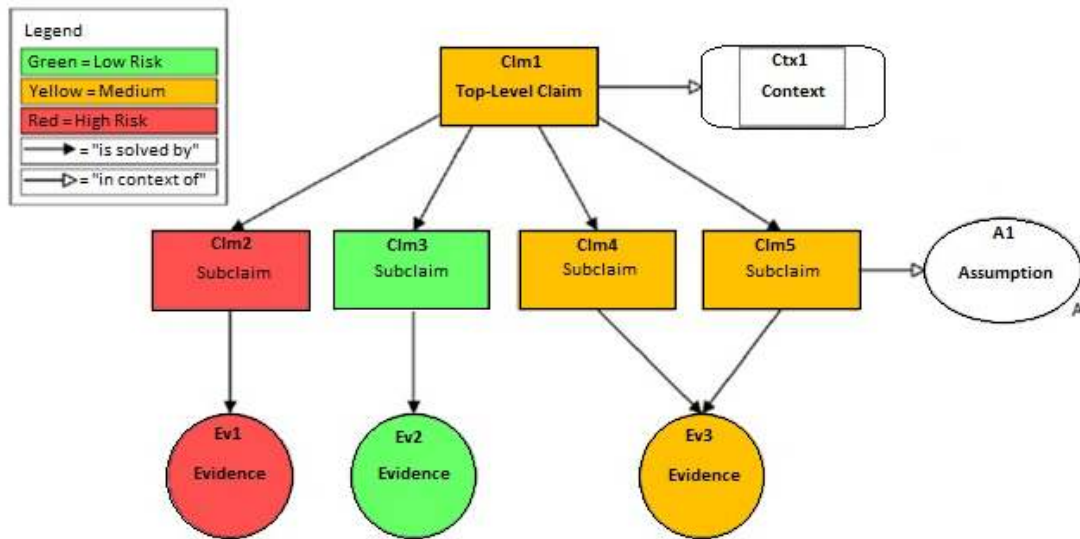 Legend
Green = Low Risk
Yellow = Medium
Red = High Risk
= "is solved by"
= "in context of"
Clm1
Top-Level Claim
Ctx1
Context
Clm2
Subclaim
Clm3
Subclaim
Clm4
Subclaim
Clm5
Subclaim
A1
Assumption
A
Ev1
Evidence
Ev2
Evidence
Ev3
Evidence